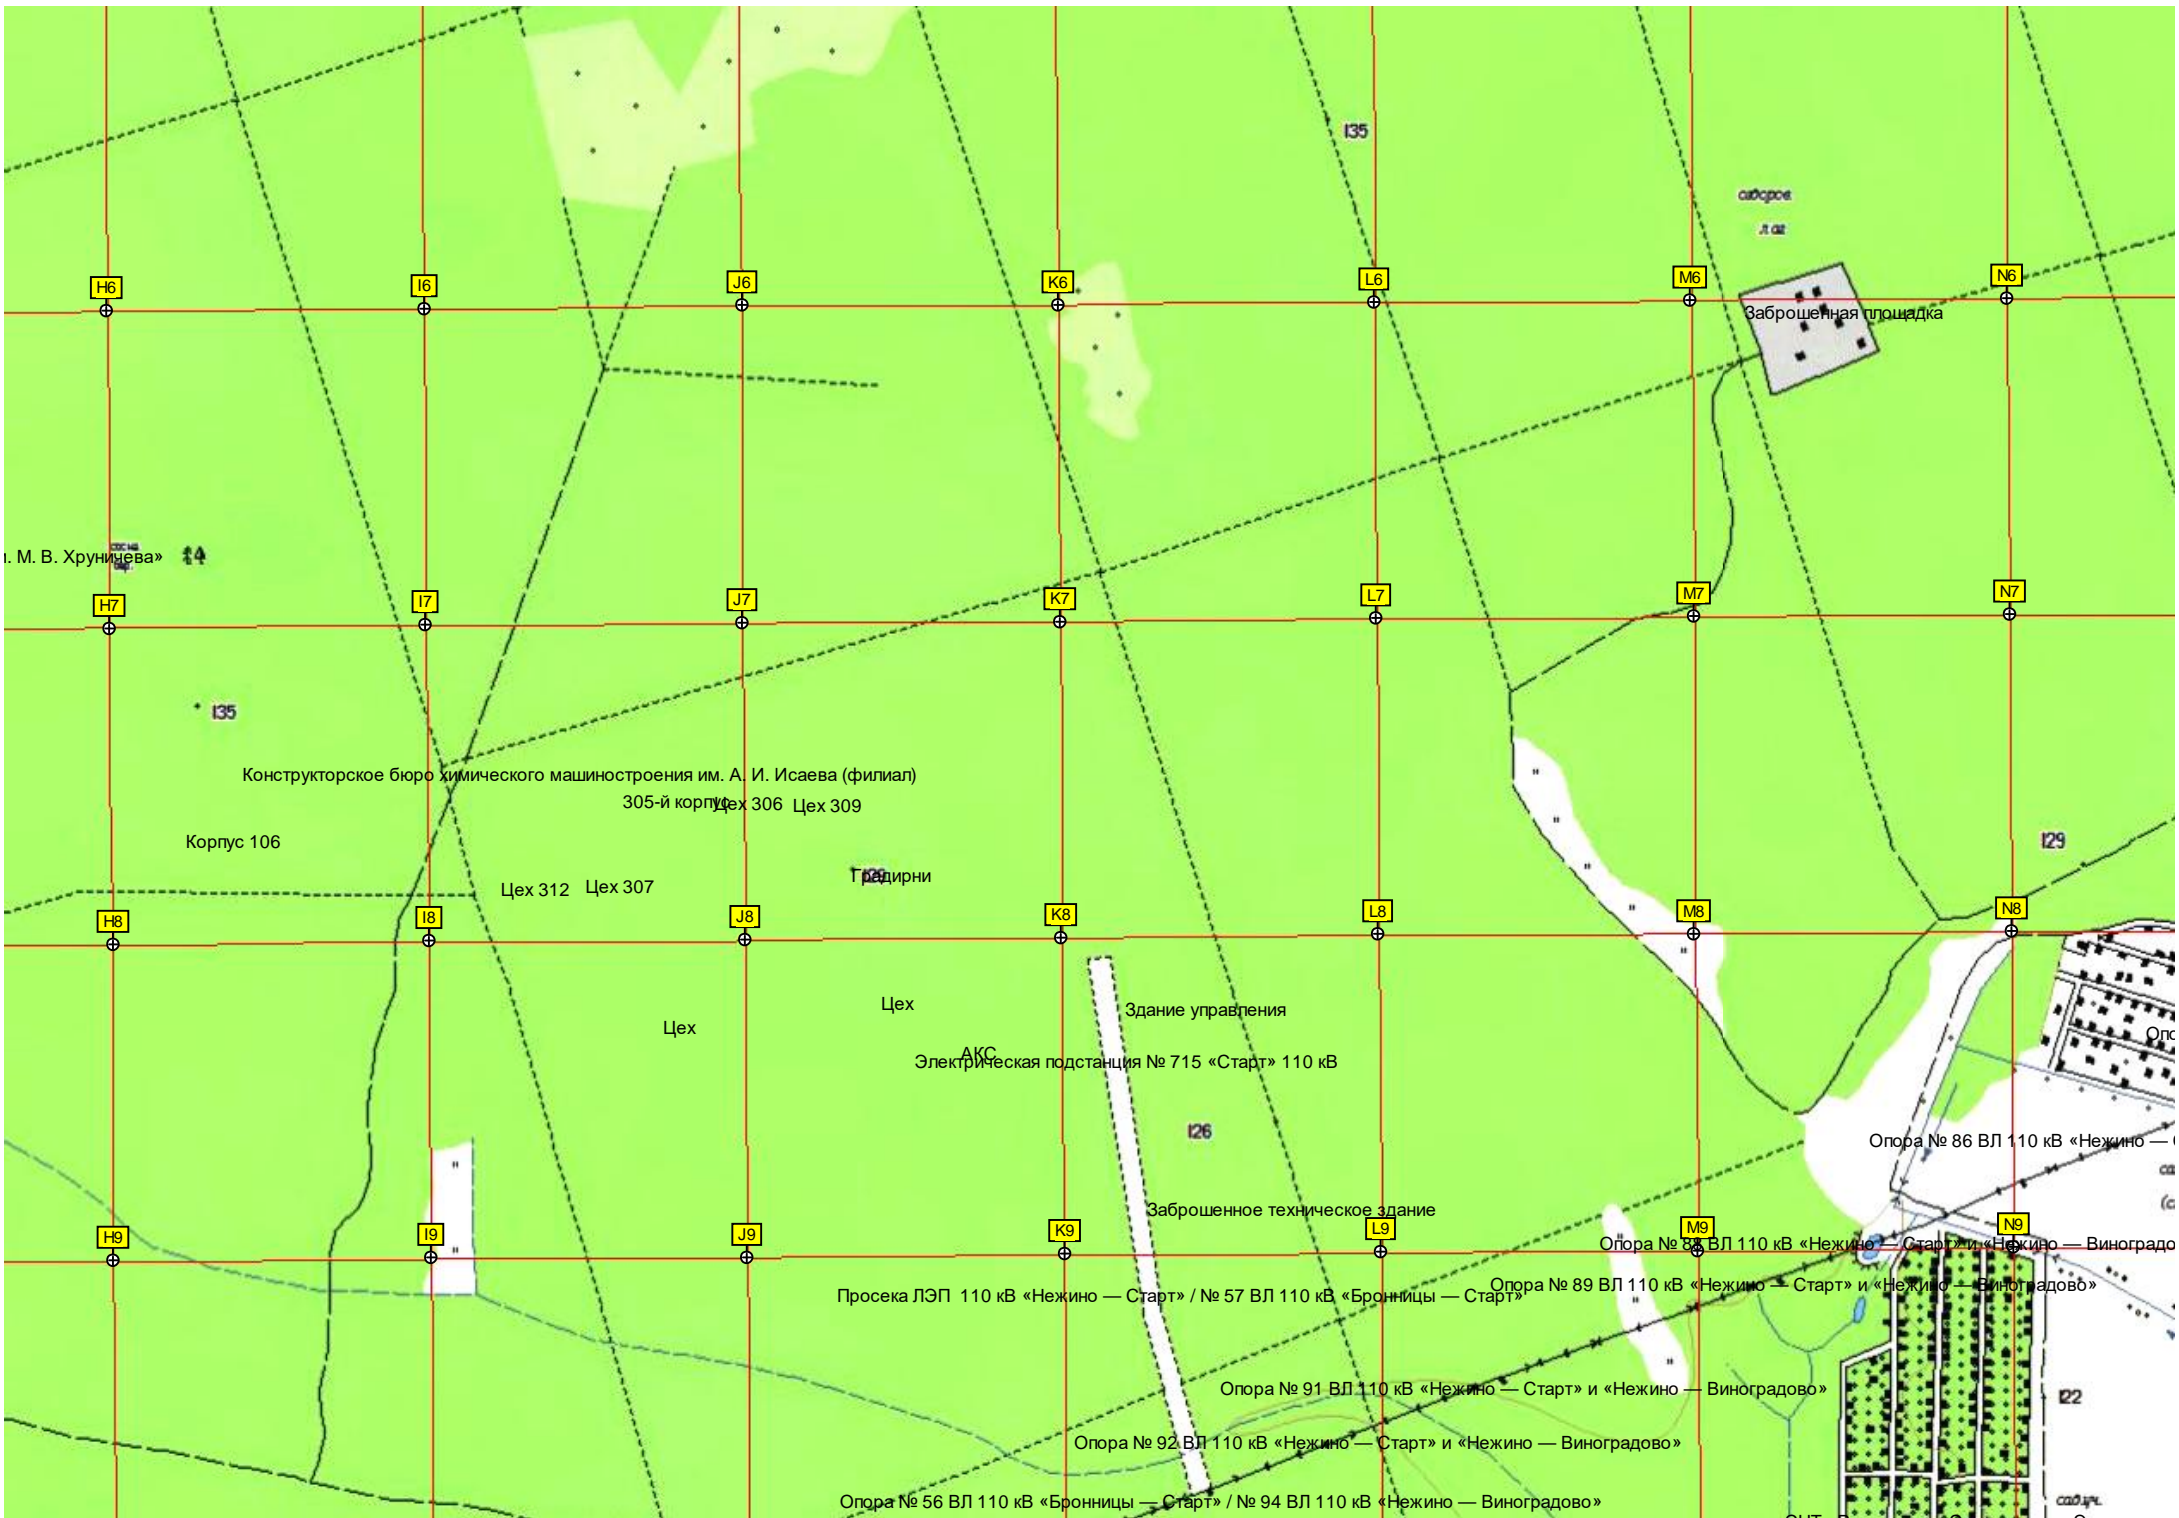 135
Заброшенная площадка
H6
I6
J6
K6
L6
M6
N6
. М. В. Хруничева»
H7
I7
J7
K7
L7
M7
N7
135
Конструкторское бюро химического машиностроения им. А. И. Исаева (филиал)
305-й корпус
Цех 306
Цех 309
Корпус 106
129
Градирни
Цех 312
Цех 307
H8
I8
J8
K8
L8
M8
N8
Цех
Здание управления
Цех
АКС
Электрическая подстанция № 715 «Старт» 110 кВ
126
Опора № 86 ВЛ 110 кВ «Нежино —
Заброшенное техническое здание
H9
I9
J9
K9
L9
M9
N9
Опора № 88 ВЛ 110 кВ «Нежино — Старт» и «Нежино — Виноградо
Опора № 89 ВЛ 110 кВ «Нежино — Старт» и «Нежино — Виноградово»
Просека ЛЭП 110 кВ «Нежино — Старт» / № 57 ВЛ 110 кВ «Бронницы — Старт»
Опора № 91 ВЛ 110 кВ «Нежино — Старт» и «Нежино — Виноградово»
122
Опора № 92 ВЛ 110 кВ «Нежино — Старт» и «Нежино — Виноградово»
Опора № 56 ВЛ 110 кВ «Бронницы — Старт» / № 94 ВЛ 110 кВ «Нежино — Виноградово»